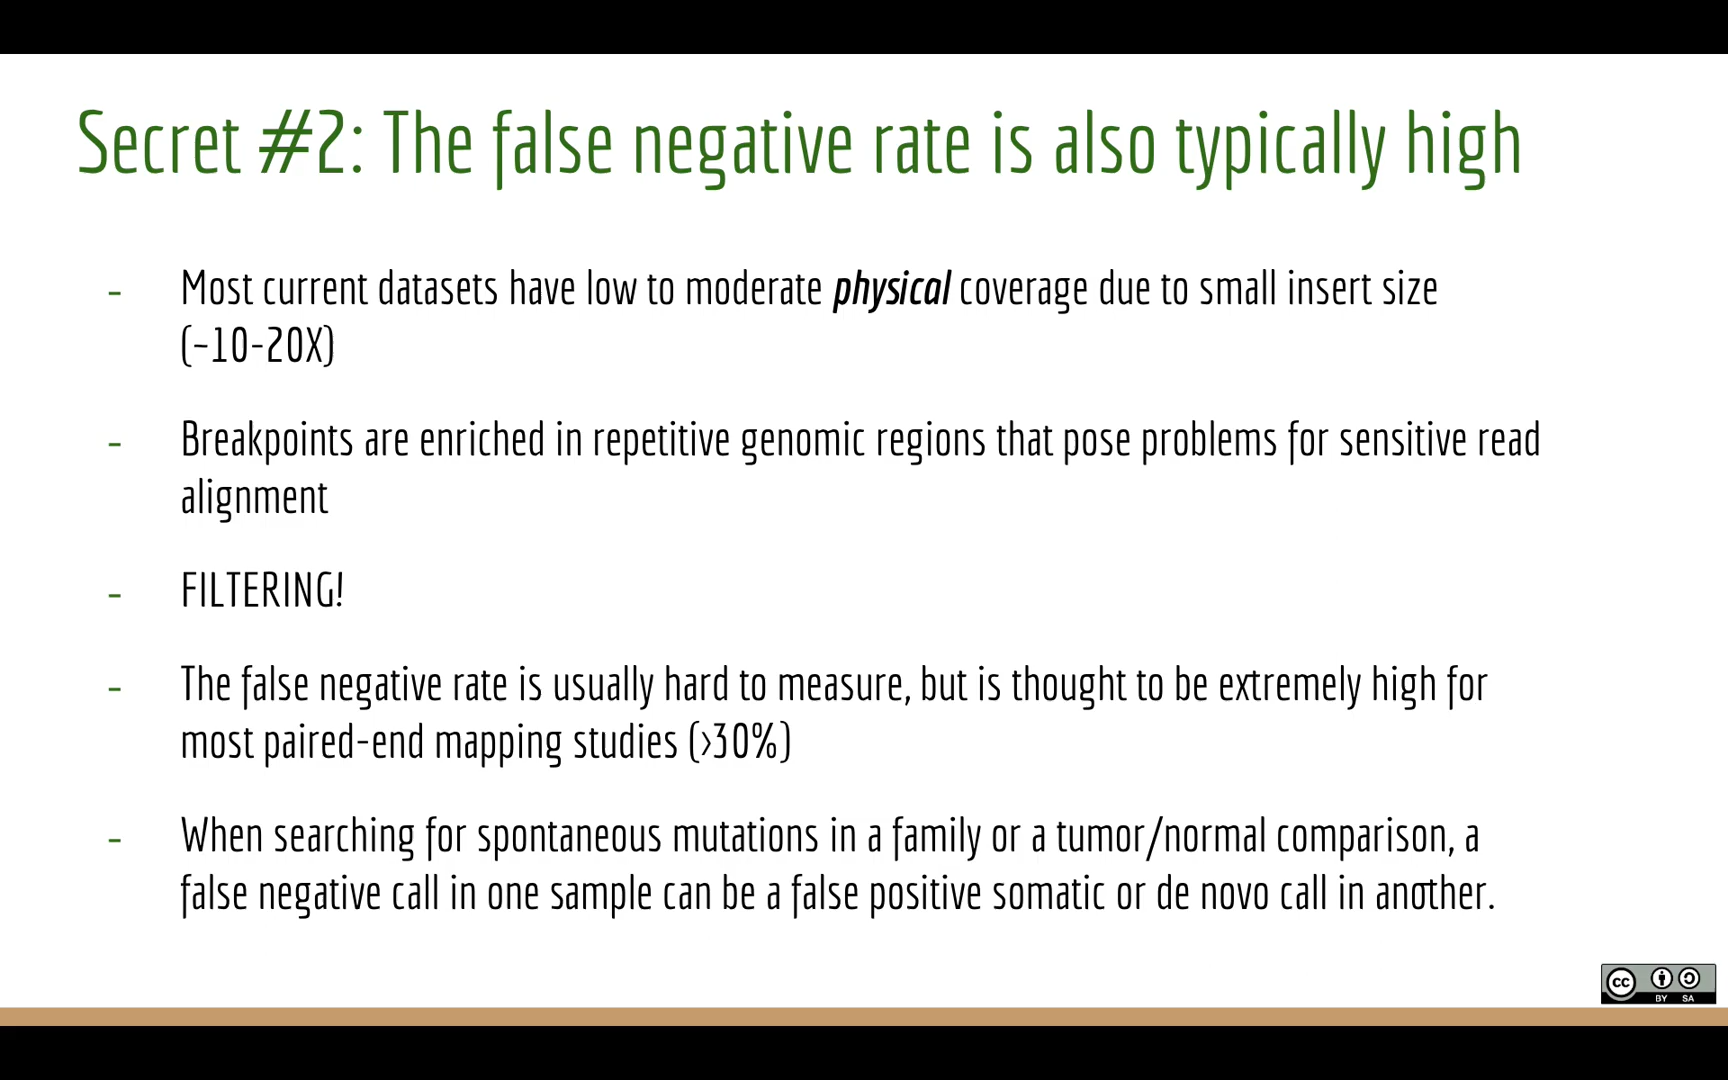 Secret #2: The false negative rate is also typically high
- Most current datasets have low to moderate physical coverage due to small insert size
(~10-20X)
- Breakpoints are enriched in repetitive genomic regions that pose problems for sensitive read
alignment
- FILTERING!
- The false negative rate is usually hard to measure, but is thought to be extremely high for
most paired-end mapping studies (>30%)
- When searching for spontaneous mutations in a family or a tumor/normal comparison, a
false negative call in one sample can be a false positive somatic or de novo call in another.
cc
BY SA